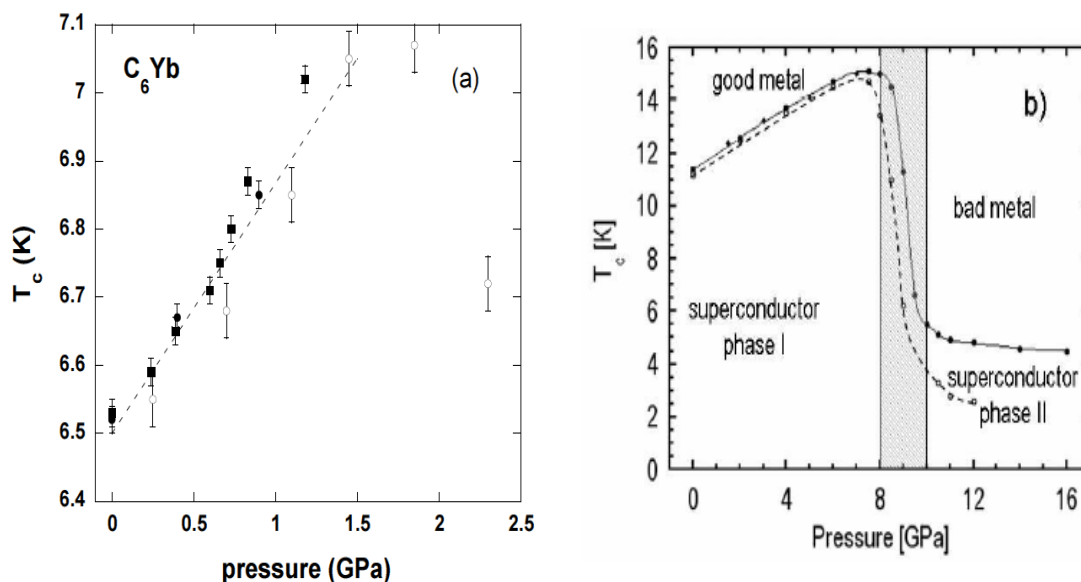 C6Yb
(a)
7.1
7
6.9
6.8
6.7
6.6
6.5
6.4
0
0.5
1
1.5
2
2.5
Tc (K)
pressure (GPa)
b)
good metal
bad metal
superconductor
phase I
superconductor
phase II
16
14
12
10
8
6
4
2
0
0
4
8
12
16
Tc [K]
Pressure [GPa]